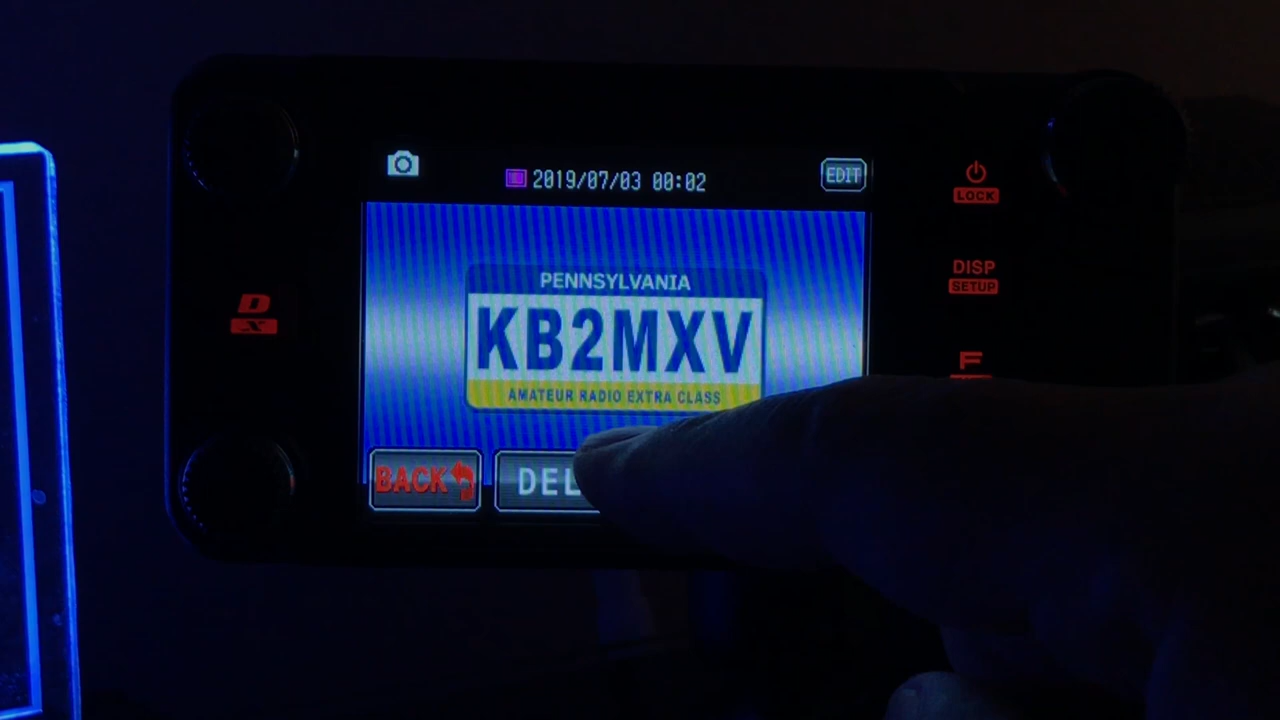 2019/07/03 00:02
EDIT
LOCK
PENNSYLVANIA
KB2MXV
AMATEUR RADIO EXTRA CLASS
DISP
SETUP
D
X
F
BACK
DEL